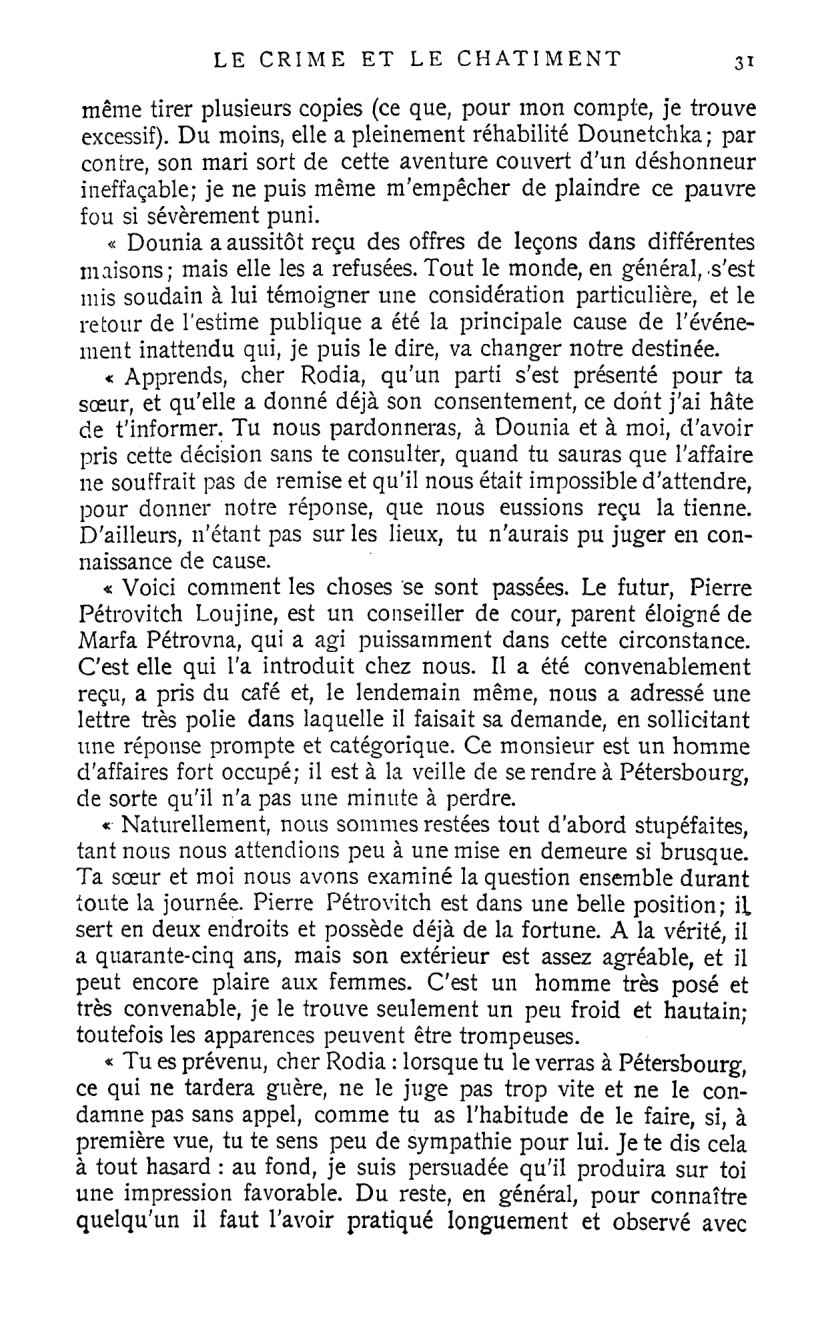 LE CRIME ET LE CHATIMENT 31
même tirer plusieurs copies (ce que, pour mon compte, je trouve
excessif). Du moins, elle a pleinement réhabilité Dounetchka; par
contre, son mari sort de cette aventure couvert d'un déshonneur
ineffaçable; je ne puis même m'empêcher de plaindre ce pauvre
fou si sévèrement puni.
« Dounia a aussitôt reçu des offres de leçons dans différentes
maisons; mais elle les a refusées. Tout le monde, en général, s'est
mis soudain à lui témoigner une considération particulière, et le
retour de l'estime publique a été la principale cause de l'événe-
ment inattendu qui, je puis le dire, va changer notre destinée.
« Apprends, cher Rodia, qu'un parti s'est présenté pour ta
sœur, et qu'elle a donné déjà son consentement, ce dont j'ai hâte
de t'informer. Tu nous pardonneras, à Dounia et à moi, d'avoir
pris cette décision sans te consulter, quand tu sauras que l'affaire
ne souffrait pas de remise et qu'il nous était impossible d'attendre,
pour donner notre réponse, que nous eussions reçu la tienne.
D'ailleurs, n'étant pas sur les lieux, tu n'aurais pu juger en con-
naissance de cause.
« Voici comment les choses se sont passées. Le futur, Pierre
Pétrovitch Loujine, est un conseiller de cour, parent éloigné de
Marfa Pétrovna, qui a agi puissamment dans cette circonstance.
C'est elle qui l'a introduit chez nous. Il a été convenablement
reçu, a pris du café et, le lendemain même, nous a adressé une
lettre très polie dans laquelle il faisait sa demande, en sollicitant
une réponse prompte et catégorique. Ce monsieur est un homme
d'affaires fort occupé; il est à la veille de se rendre à Pétersbourg,
de sorte qu'il n'a pas une minute à perdre.
« Naturellement, nous sommes restées tout d'abord stupéfaites,
tant nous nous attendions peu à une mise en demeure si brusque.
Ta sœur et moi nous avons examiné la question ensemble durant
toute la journée. Pierre Pétrovitch est dans une belle position; il
sert en deux endroits et possède déjà de la fortune. A la vérité, il
a quarante-cinq ans, mais son extérieur est assez agréable, et il
peut encore plaire aux femmes. C'est un homme très posé et
très convenable, je le trouve seulement un peu froid et hautain;
toutefois les apparences peuvent être trompeuses.
« Tu es prévenu, cher Rodia : lorsque tu le verras à Pétersbourg,
ce qui ne tardera guère, ne le juge pas trop vite et ne le con-
damne pas sans appel, comme tu as l'habitude de le faire, si, à
première vue, tu te sens peu de sympathie pour lui. Je te dis cela
à tout hasard : au fond, je suis persuadée qu'il produira sur toi
une impression favorable. Du reste, en général, pour connaître
quelqu'un il faut l'avoir pratiqué longuement et observé avec